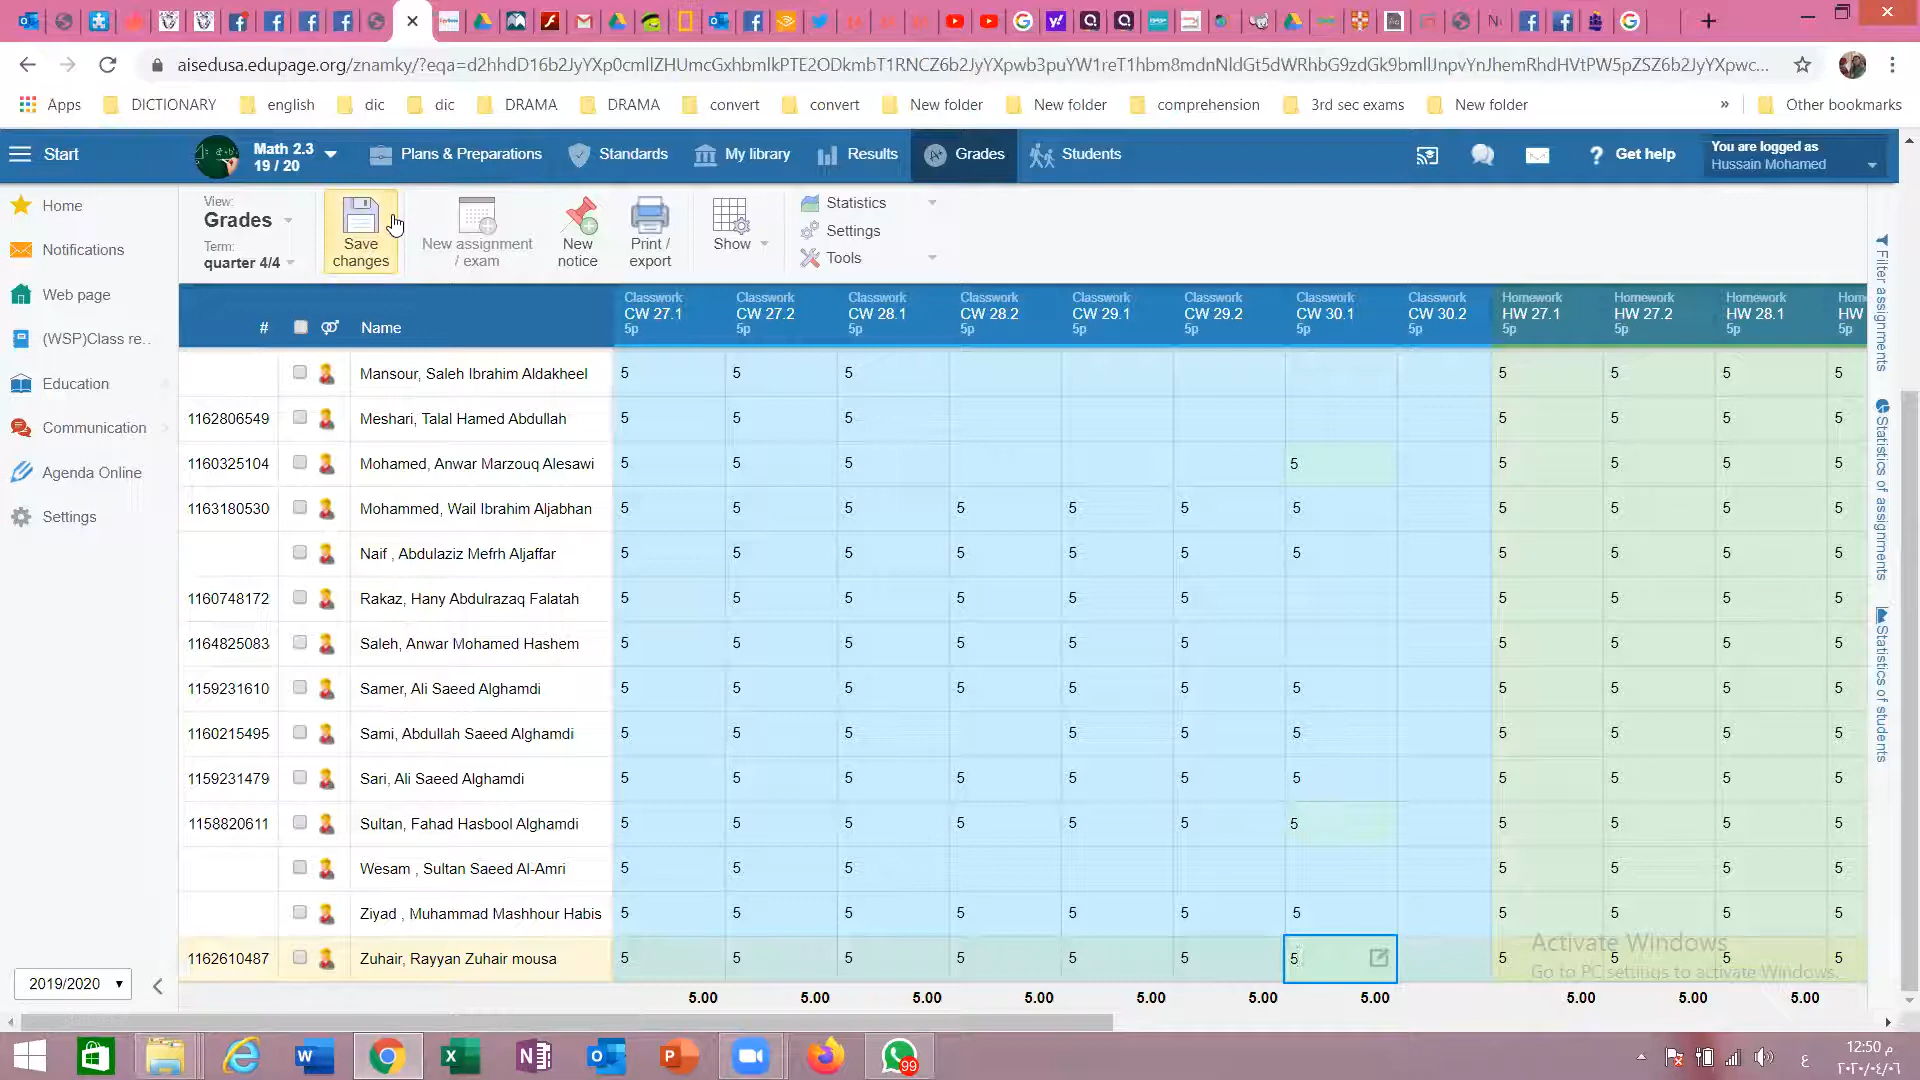 aisedusa.edupage.org/znamky/?eqa=
Apps DICTIONARY english dic dic DRAMA DRAMA convert convert New folder New folder comprehension 3rd sec exams New folder » Other bookmarks
Start
Math 2.3
19 / 20
Plans & Preparations Standards My library Results Grades Students
Get help
You are logged as
Hussain Mohamed
Home
Notifications
Web page
(WSP)Class re..
Education
Communication
Agenda Online
Settings
2019/2020
View:
Grades
Term:
quarter 4/4
Save changes
New assignment / exam
New notice
Print / export
Show
Statistics
Settings
Tools
# Name
Classwork CW 27.1 5p
Classwork CW 27.2 5p
Classwork CW 28.1 5p
Classwork CW 28.2 5p
Classwork CW 29.1 5p
Classwork CW 29.2 5p
Classwork CW 30.1 5p
Classwork CW 30.2 5p
Homework HW 27.1 5p
Homework HW 27.2 5p
Homework HW 28.1 5p
Hom HW 5p
Mansour, Saleh Ibrahim Aldakheel 5 5 5 5 5 5 5
1162806549 Meshari, Talal Hamed Abdullah 5 5 5 5 5 5 5
1160325104 Mohamed, Anwar Marzouq Alesawi 5 5 5 5 5 5 5 5
1163180530 Mohammed, Wail Ibrahim Aljabhan 5 5 5 5 5 5 5 5 5 5 5
Naif , Abdulaziz Mefrh Aljaffar 5 5 5 5 5 5 5 5 5 5 5
1160748172 Rakaz, Hany Abdulrazaq Falatah 5 5 5 5 5 5 5 5 5 5
1164825083 Saleh, Anwar Mohamed Hashem 5 5 5 5 5 5 5 5 5 5
1159231610 Samer, Ali Saeed Alghamdi 5 5 5 5 5 5 5 5 5 5 5
1160215495 Sami, Abdullah Saeed Alghamdi 5 5 5 5 5 5 5 5 5 5
1159231479 Sari, Ali Saeed Alghamdi 5 5 5 5 5 5 5 5 5 5 5
1158820611 Sultan, Fahad Hasbool Alghamdi 5 5 5 5 5 5 5 5 5 5 5
Wesam , Sultan Saeed Al-Amri 5 5 5 5 5 5 5
Ziyad , Muhammad Mashhour Habis 5 5 5 5 5 5 5 5 5 5 5
1162610487 Zuhair, Rayyan Zuhair mousa 5 5 5 5 5 5 5 5 5 5 5
5.00 5.00 5.00 5.00 5.00 5.00 5.00 5.00 5.00 5.00
Filter assignments
Statistics of assignments
Statistics of students
Activate Windows
Go to PC settings to activate Windows.
99
ع
12:50 م
٢٠٢٠/٠٤/٠٦